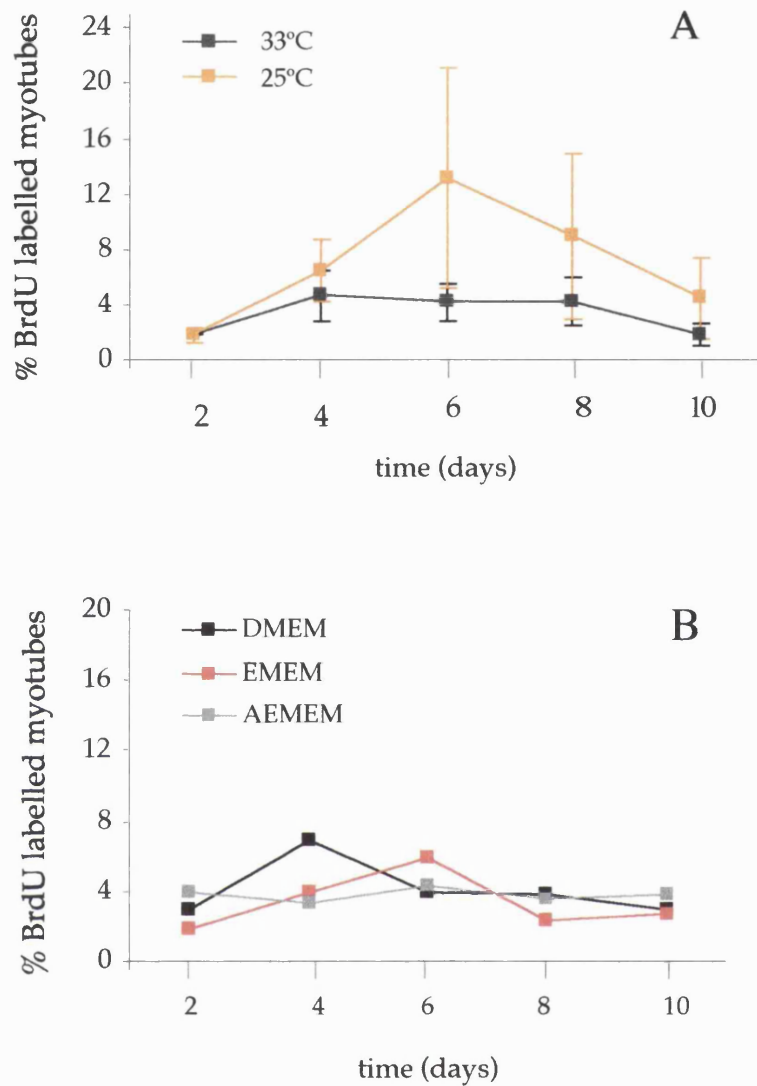 A
% BrdU labelled myotubes
24
20
16
12
8
4
0
33ºC
25ºC
2 4 6 8 10
time (days)
B
% BrdU labelled myotubes
20
16
12
8
4
0
DMEM
EMEM
AEMEM
2 4 6 8 10
time (days)